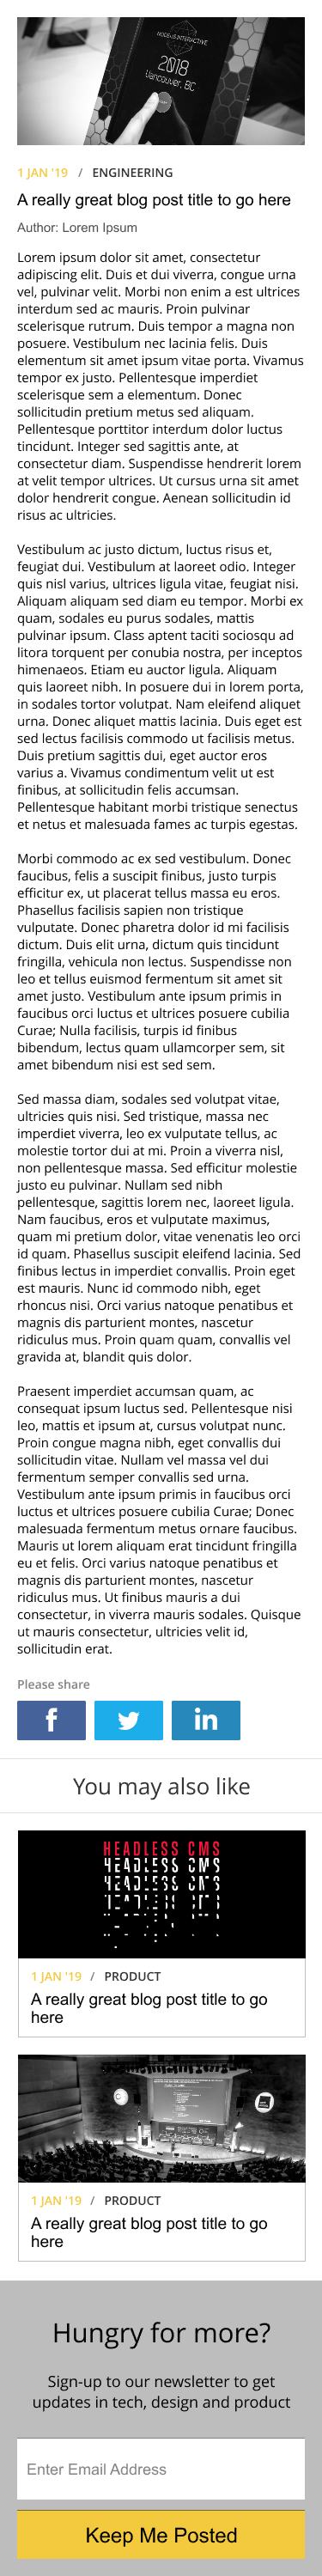 NODEUS INTERACTIVE
2018
Vancouver, BC
1 JAN '19 / ENGINEERING
A really great blog post title to go here
Author: Lorem Ipsum
Lorem ipsum dolor sit amet, consectetur
adipiscing elit. Duis et dui viverra, congue urna
vel, pulvinar velit. Morbi non enim a est ultrices
interdum sed ac mauris. Proin pulvinar
scelerisque rutrum. Duis tempor a magna non
posuere. Vestibulum nec lacinia felis. Duis
elementum sit amet ipsum vitae porta. Vivamus
tempor ex justo. Pellentesque imperdiet
scelerisque sem a elementum. Donec
sollicitudin pretium metus sed aliquam.
Pellentesque porttitor interdum dolor luctus
tincidunt. Integer sed sagittis ante, at
consectetur diam. Suspendisse hendrerit lorem
at velit tempor ultrices. Ut cursus urna sit amet
dolor hendrerit congue. Aenean sollicitudin id
risus ac ultricies.
Vestibulum ac justo dictum, luctus risus et,
feugiat dui. Vestibulum at laoreet odio. Integer
quis nisl varius, ultrices ligula vitae, feugiat nisi.
Aliquam aliquam sed diam eu tempor. Morbi ex
quam, sodales eu purus sodales, mattis
pulvinar ipsum. Class aptent taciti sociosqu ad
litora torquent per conubia nostra, per inceptos
himenaeos. Etiam eu auctor ligula. Aliquam
quis laoreet nibh. In posuere dui in lorem porta,
in sodales tortor volutpat. Nam eleifend aliquet
urna. Donec aliquet mattis lacinia. Duis eget est
sed lectus facilisis commodo ut facilisis metus.
Duis pretium sagittis dui, eget auctor eros
varius a. Vivamus condimentum velit ut est
finibus, at sollicitudin felis accumsan.
Pellentesque habitant morbi tristique senectus
et netus et malesuada fames ac turpis egestas.
Morbi commodo ac ex sed vestibulum. Donec
faucibus, felis a suscipit finibus, justo turpis
efficitur ex, ut placerat tellus massa eu eros.
Phasellus facilisis sapien non tristique
vulputate. Donec pharetra dolor id mi facilisis
dictum. Duis elit urna, dictum quis tincidunt
fringilla, vehicula non lectus. Suspendisse non
leo et tellus euismod fermentum sit amet sit
amet justo. Vestibulum ante ipsum primis in
faucibus orci luctus et ultrices posuere cubilia
Curae; Nulla facilisis, turpis id finibus
bibendum, lectus quam ullamcorper sem, sit
amet bibendum nisi est sed sem.
Sed massa diam, sodales sed volutpat vitae,
ultricies quis nisi. Sed tristique, massa nec
imperdiet viverra, leo ex vulputate tellus, ac
molestie tortor dui at mi. Proin a viverra nisl,
non pellentesque massa. Sed efficitur molestie
justo eu pulvinar. Nullam sed nibh
pellentesque, sagittis lorem nec, laoreet ligula.
Nam faucibus, eros et vulputate maximus,
quam mi pretium dolor, vitae venenatis leo orci
id quam. Phasellus suscipit eleifend lacinia. Sed
finibus lectus in imperdiet convallis. Proin eget
est mauris. Nunc id commodo nibh, eget
rhoncus nisi. Orci varius natoque penatibus et
magnis dis parturient montes, nascetur
ridiculus mus. Proin quam quam, convallis vel
gravida at, blandit quis dolor.
Praesent imperdiet accumsan quam, ac
consequat ipsum luctus sed. Pellentesque nisi
leo, mattis et ipsum at, cursus volutpat nunc.
Proin congue magna nibh, eget convallis dui
sollicitudin vitae. Nullam vel massa vel dui
fermentum semper convallis sed urna.
Vestibulum ante ipsum primis in faucibus orci
luctus et ultrices posuere cubilia Curae; Donec
malesuada fermentum metus ornare faucibus.
Mauris ut lorem aliquam erat tincidunt fringilla
eu et felis. Orci varius natoque penatibus et
magnis dis parturient montes, nascetur
ridiculus mus. Ut finibus mauris a dui
consectetur, in viverra mauris sodales. Quisque
ut mauris consectetur, ultricies velit id,
sollicitudin erat.
Please share
f
in
You may also like
HEADLESS CMS
HEADLESS CMS
HEADLESS CMS
1 JAN '19 / PRODUCT
A really great blog post title to go
here
1 JAN '19 / PRODUCT
A really great blog post title to go
here
Hungry for more?
Sign-up to our newsletter to get
updates in tech, design and product
Enter Email Address
Keep Me Posted